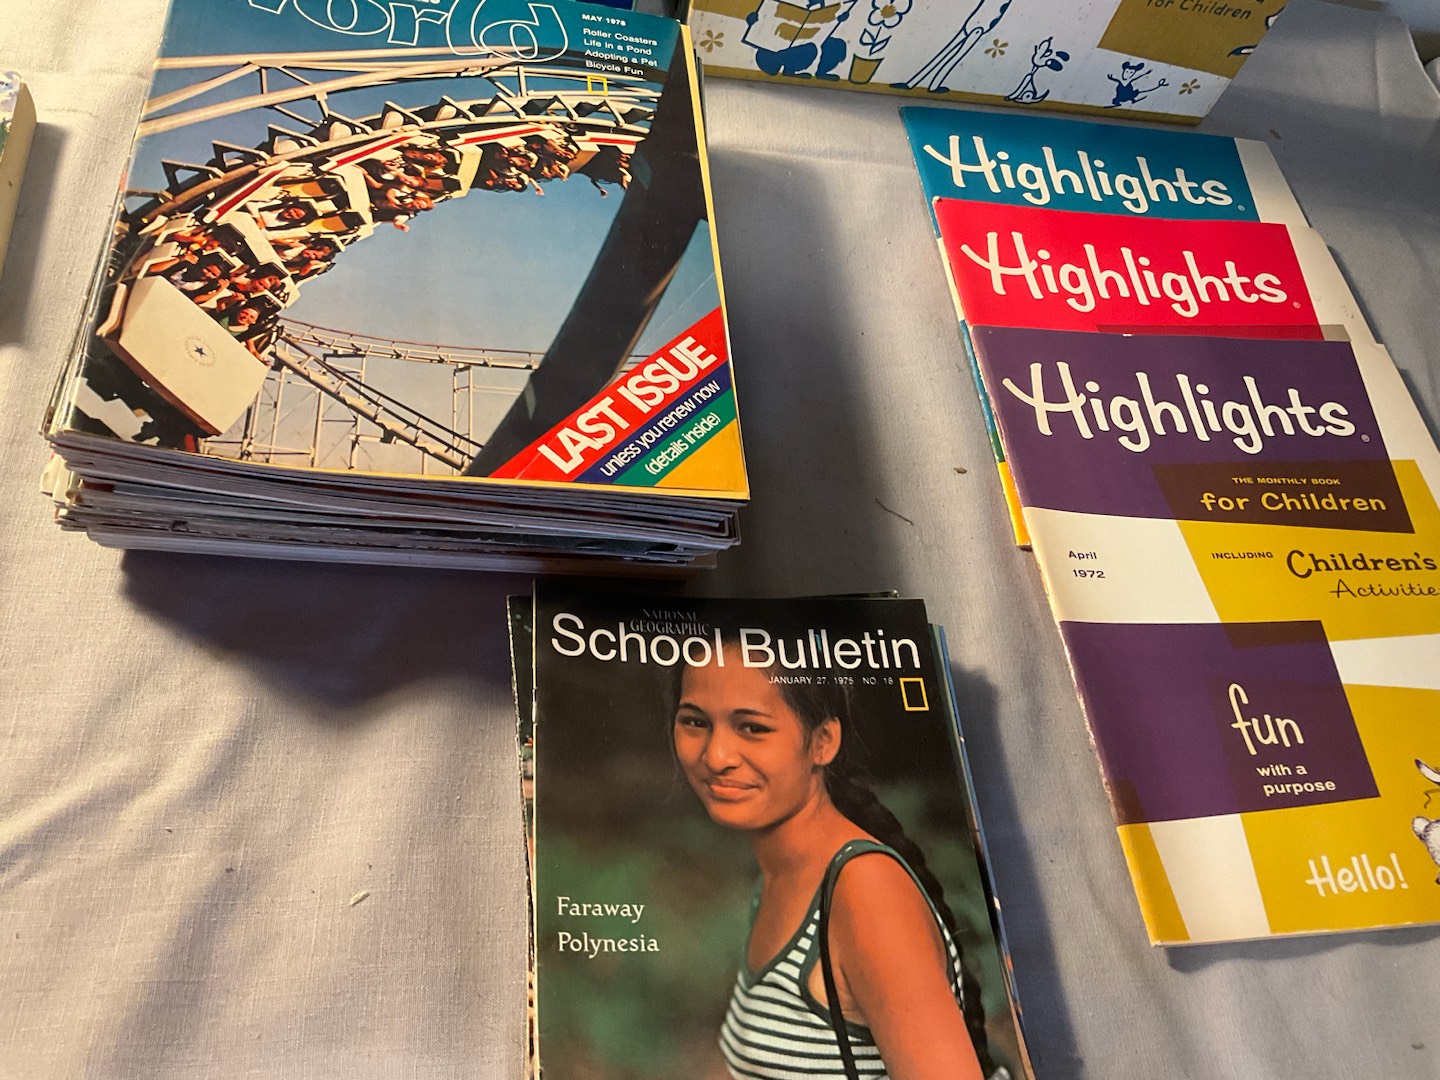 World
MAY 1978
Roller Coasters
Life in a Pond
Adopting a Pet
Bicycle Fun
LAST ISSUE
unless you renew now
(details inside)
for Children
Highlights®
Highlights®
Highlights®
THE MONTHLY BOOK
for Children
April
1972
INCLUDING
Children's
Activitie
fun
with a
purpose
Hello!
NATIONAL
GEOGRAPHIC
School Bulletin
JANUARY 27, 1975 NO. 18
Faraway
Polynesia